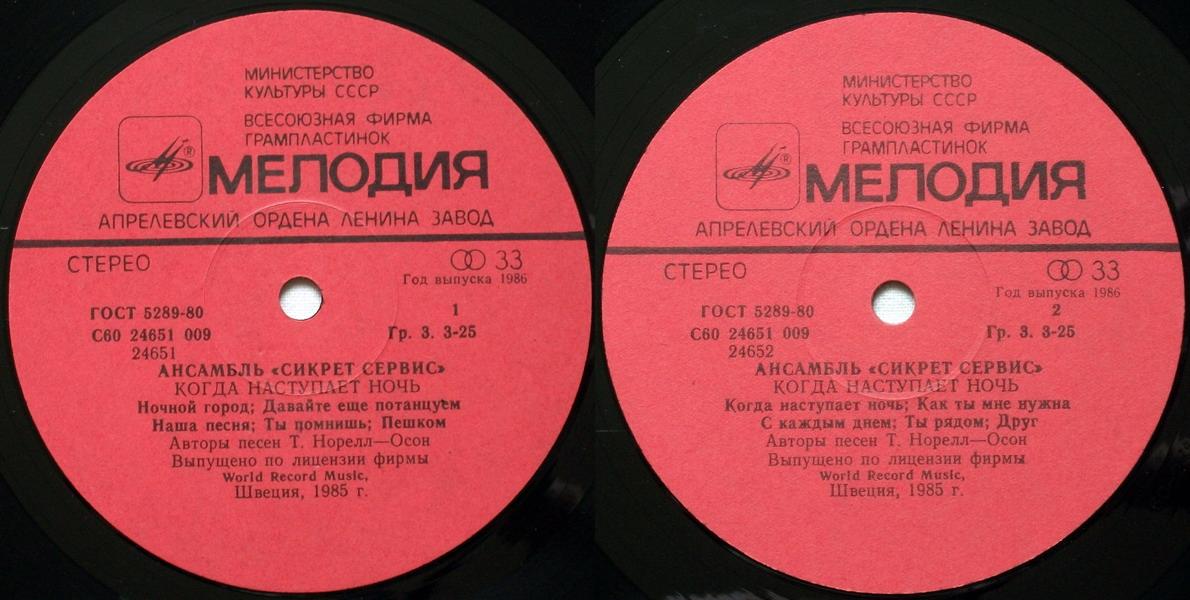 МИНИСТЕРСТВО
КУЛЬТУРЫ СССР
ВСЕСОЮЗНАЯ ФИРМА
ГРАМПЛАСТИНОК
®
МЕЛОДИЯ
АПРЕЛЕВСКИЙ ОРДЕНА ЛЕНИНА ЗАВОД
СТЕРЕО
33
Год выпуска 1986
ГОСТ 5289-80
1
С60 24651 009
Гр. 3. 3-25
24651
АНСАМБЛЬ «СИКРЕТ СЕРВИС»
КОГДА НАСТУПАЕТ НОЧЬ
Ночной город; Давайте еще потанцуем
Наша песня; Ты помнишь; Пешком
Авторы песен Т. Норелл—Осон
Выпущено по лицензии фирмы
World Record Music,
Швеция, 1985 г.
МИНИСТЕРСТВО
КУЛЬТУРЫ СССР
ВСЕСОЮЗНАЯ ФИРМА
ГРАМПЛАСТИНОК
®
МЕЛОДИЯ
АПРЕЛЕВСКИЙ ОРДЕНА ЛЕНИНА ЗАВОД
СТЕРЕО
33
Год выпуска 1986
ГОСТ 5289-80
2
С60 24651 009
Гр. 3. 3-25
24652
АНСАМБЛЬ «СИКРЕТ СЕРВИС»
КОГДА НАСТУПАЕТ НОЧЬ
Когда наступает ночь; Как ты мне нужна
С каждым днем; Ты рядом; Друг
Авторы песен Т. Норелл—Осон
Выпущено по лицензии фирмы
World Record Music,
Швеция, 1985 г.